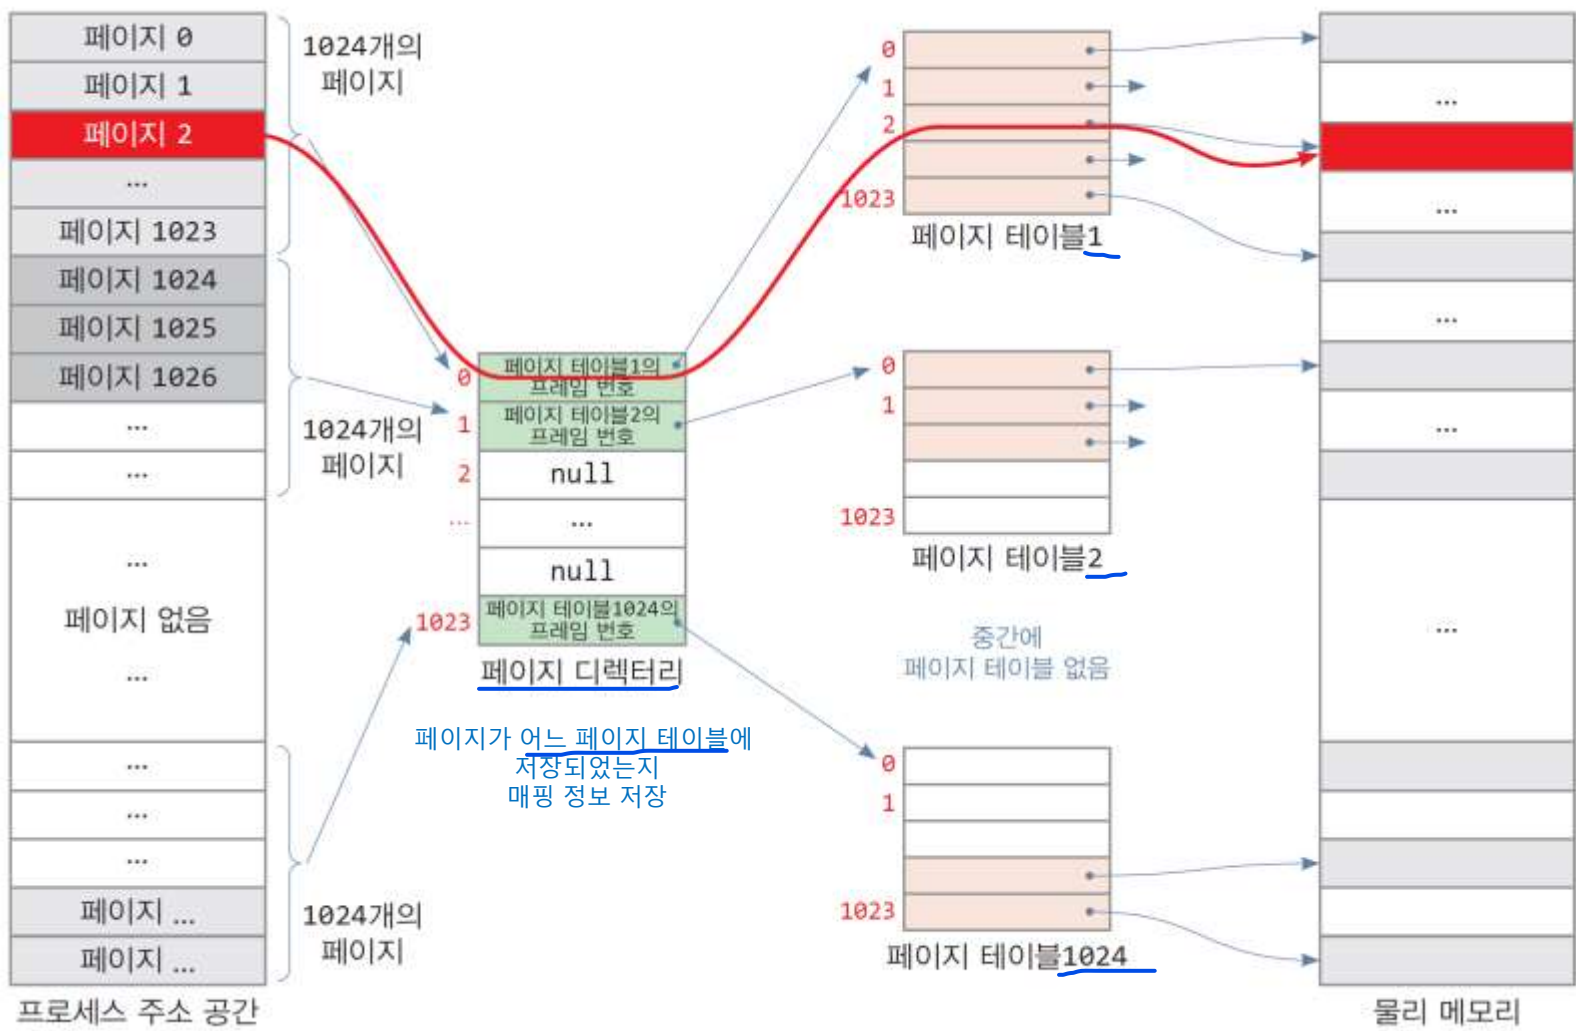 페이지 0
페이지 1
페이지 2
...
페이지 1023
페이지 1024
페이지 1025
페이지 1026
...
...
...
페이지 없음
...
...
...
...
페이지 ...
페이지 ...
프로세스 주소 공간
1024개의
페이지
1024개의
페이지
1024개의
페이지
0
페이지 테이블1의
프레임 번호
1
페이지 테이블2의
프레임 번호
2
null
...
...
null
1023
페이지 테이블1024의
프레임 번호
페이지 디렉터리
페이지가 어느 페이지 테이블에
저장되었는지
매핑 정보 저장
0
1
2
1023
페이지 테이블1
0
1
1023
페이지 테이블2
중간에
페이지 테이블 없음
0
1
1023
페이지 테이블1024
...
...
...
...
...
물리 메모리